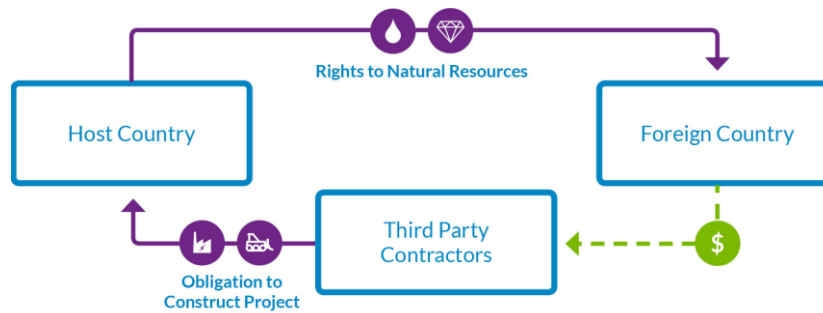 Rights to Natural Resources
Host Country
Foreign Country
Third Party
Contractors
$
Obligation to
Construct Project